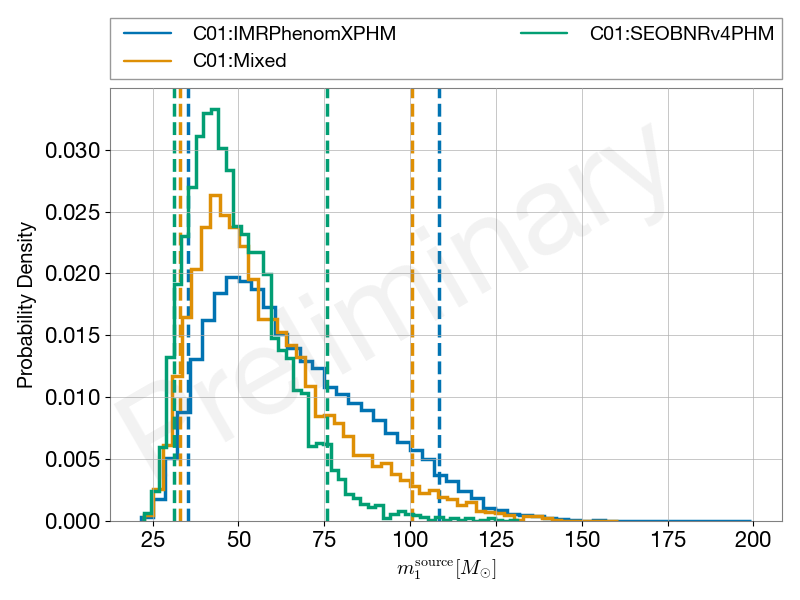 C01:IMRPhenomXPHM
C01:Mixed
C01:SEOBNRv4PHM
Preliminary
Probability Density
0.030
0.025
0.020
0.015
0.010
0.005
0.000
25 50 75 100 125 150 175 200
m₁^source [M⊙]